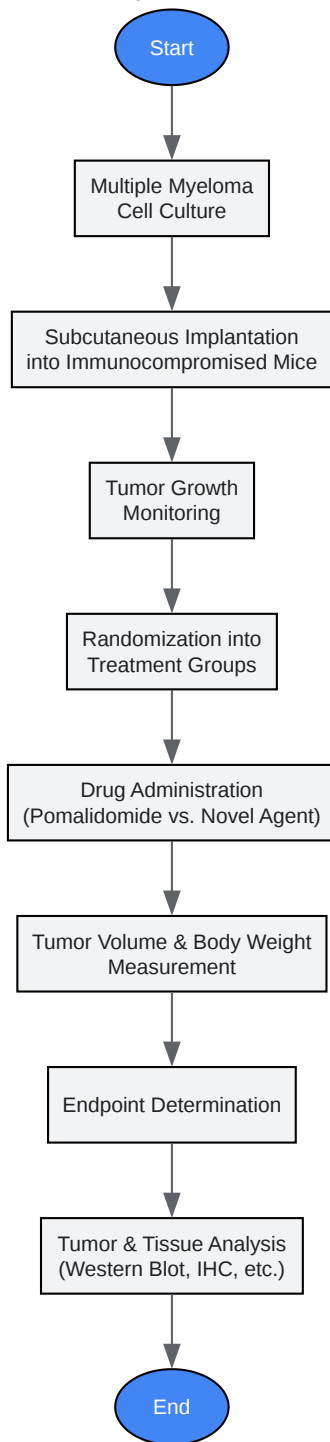 Start
Multiple Myeloma
Cell Culture
Subcutaneous Implantation
into Immunocompromised Mice
Tumor Growth
Monitoring
Randomization into
Treatment Groups
Drug Administration
(Pomalidomide vs. Novel Agent)
Tumor Volume & Body Weight
Measurement
Endpoint Determination
Tumor & Tissue Analysis
(Western Blot, IHC, etc.)
End